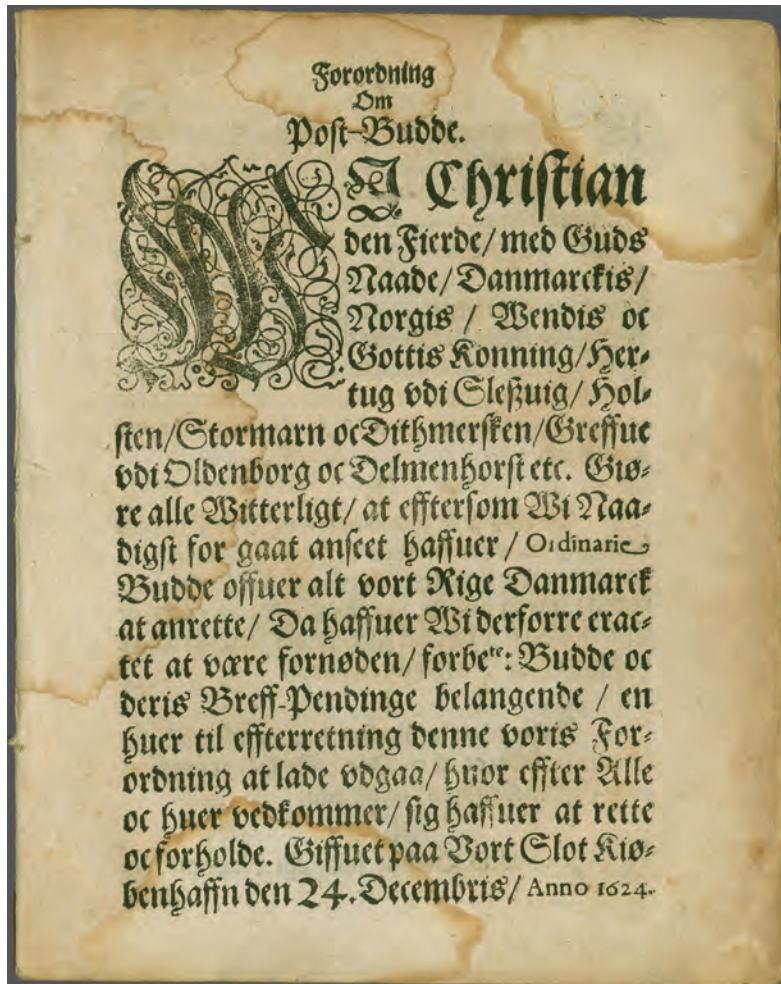 Forordning
Om
Post-Budde.
WJ Christian
den Fierde/ med Guds
Naade/ Danmarckis/
Norgis / Wendis oc
Gottis Konning/ Her-
tug vdi Sleßuig/ Hol-
sten/ Stormarn oc Dithmersken/ Greffue
vdi Oldenborg oc Delmenhorst etc. Giø-
re alle Witterligt/ at efftersom Wi Naa-
digst for gaat anseet haffuer / Ordinarie
Budde offuer alt vort Rige Danmarck
at anrette/ Da haffuer Wi derforre erac-
tet at være fornøden/ forbete: Budde oc
deris Breff-Pendinge belangende / en
huer til effterretning denne voris For-
ordning at lade vdgaa/ huor effter Alle
oc huer vedkommer/ sig haffuer at rette
oc forholde. Giffuet paa Vort Slot Kiø-
benhaffn den 24. Decembris/ Anno 1624.